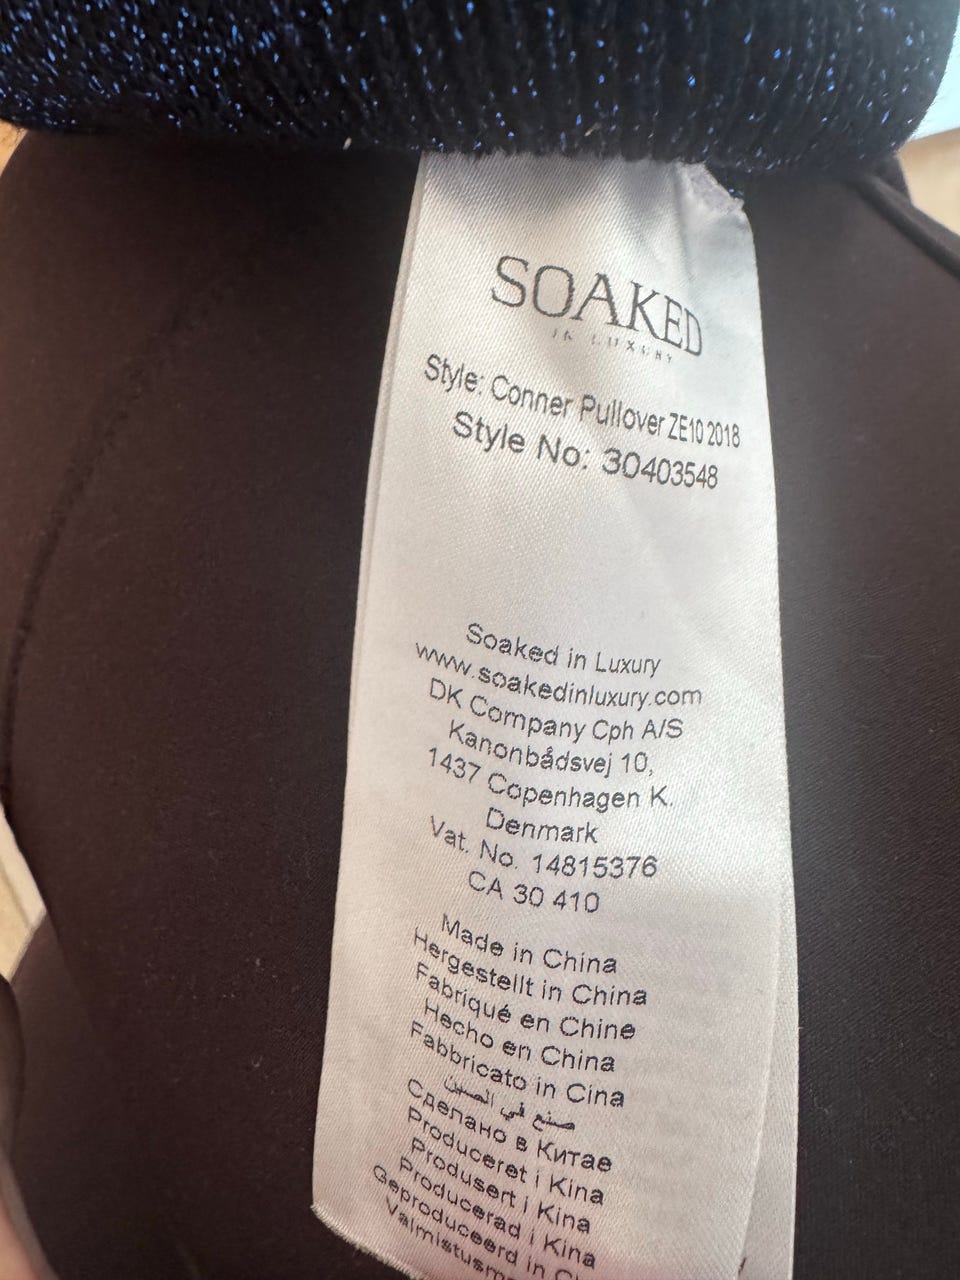 SOAKED
IN LUXURY
Style: Conner Pullover ZE10 2018
Style No: 30403548
Soaked in Luxury
www.soakedinluxury.com
DK Company Cph A/S
Kanonbådsvej 10,
1437 Copenhagen K.
Denmark
Vat. No. 14815376
CA 30 410
Made in China
Hergestellt in China
Fabriqué en Chine
Hecho en China
Fabbricato in Cina
صنع في الصين
Сделано в Китае
Produceret i Kina
Produsert i Kina
Producerad i Kina
Geproduceerd in